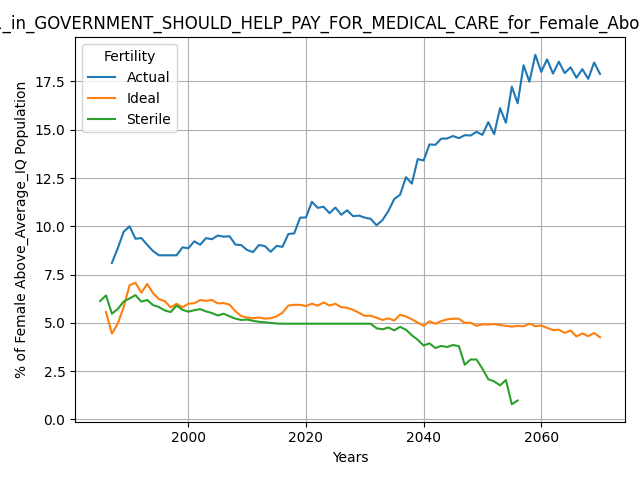 _in_GOVERNMENT_SHOULD_HELP_PAY_FOR_MEDICAL_CARE_for_Female_Abo
Fertility
Actual
Ideal
Sterile
% of Female Above_Average_IQ Population
17.5
15.0
12.5
10.0
7.5
5.0
2.5
0.0
2000
2020
2040
2060
Years